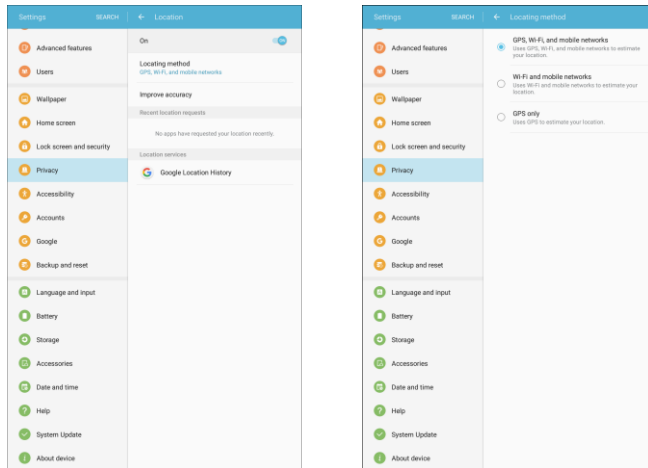 Settings SEARCH ← Location
Advanced features
Users
Wallpaper
Home screen
Lock screen and security
Privacy
Accessibility
Accounts
Google
Backup and reset
Language and input
Battery
Storage
Accessories
Date and time
Help
System Update
About device
On
ON
Locating method
GPS, Wi-Fi, and mobile networks
Improve accuracy
Recent location requests
No apps have requested your location recently.
Location services
Google Location History
Settings SEARCH ← Locating method
Advanced features
Users
Wallpaper
Home screen
Lock screen and security
Privacy
Accessibility
Accounts
Google
Backup and reset
Language and input
Battery
Storage
Accessories
Date and time
Help
System Update
About device
GPS, Wi-Fi, and mobile networks
Uses GPS, Wi-Fi, and mobile networks to estimate
your location.
Wi-Fi and mobile networks
Uses Wi-Fi and mobile networks to estimate your
location.
GPS only
Uses GPS to estimate your location.